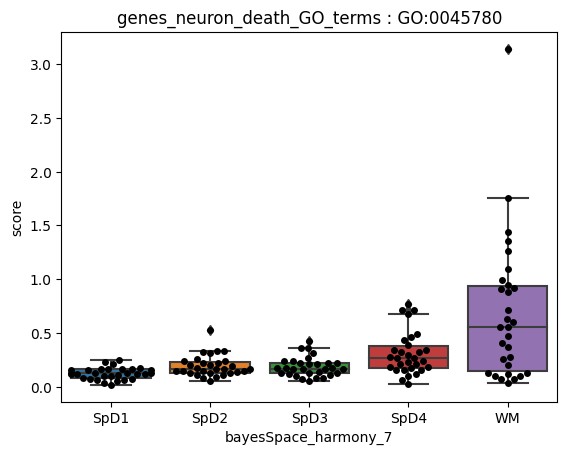 genes_neuron_death_GO_terms : GO:0045780
score
3.0
2.5
2.0
1.5
1.0
0.5
0.0
SpD1 SpD2 SpD3 SpD4 WM
bayesSpace_harmony_7